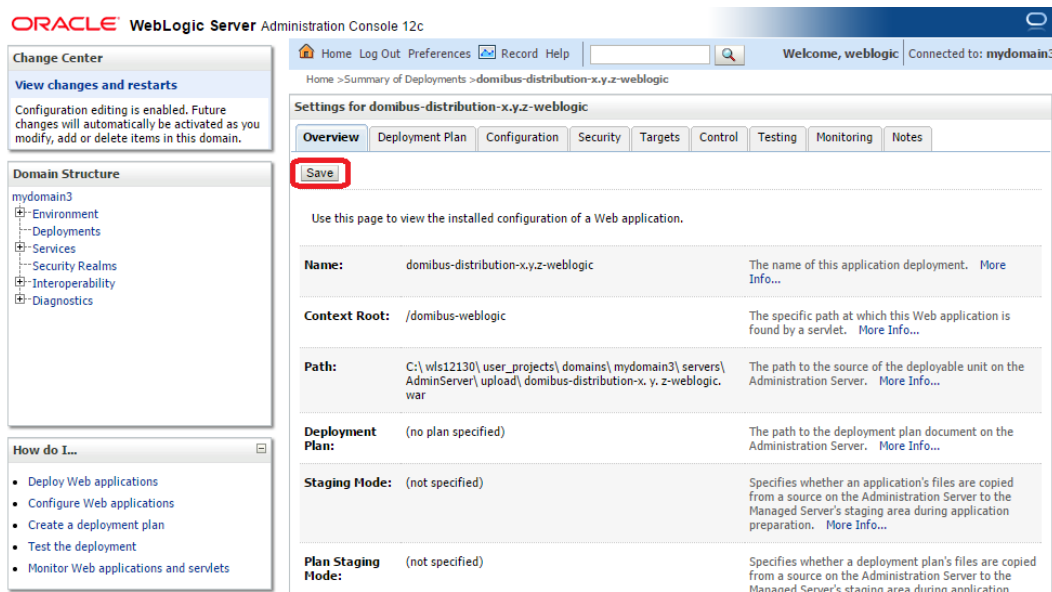 ORACLE WebLogic Server Administration Console 12c
Change Center
View changes and restarts
Configuration editing is enabled. Future
changes will automatically be activated as you
modify, add or delete items in this domain.
Domain Structure
mydomain3
Environment
Deployments
Services
Security Realms
Interoperability
Diagnostics
How do I...
Deploy Web applications
Configure Web applications
Create a deployment plan
Test the deployment
Monitor Web applications and servlets
Home Log Out Preferences Record Help
Welcome, weblogic Connected to: mydomain3
Home >Summary of Deployments >domibus-distribution-x.y.z-weblogic
Settings for domibus-distribution-x.y.z-weblogic
Overview Deployment Plan Configuration Security Targets Control Testing Monitoring Notes
Save
Use this page to view the installed configuration of a Web application.
Name: domibus-distribution-x.y.z-weblogic The name of this application deployment. More
Info...
Context Root: /domibus-weblogic The specific path at which this Web application is
found by a servlet. More Info...
Path: C:\ wls12130\ user_projects\ domains\ mydomain3\ servers\ The path to the source of the deployable unit on the
AdminServer\ upload\ domibus-distribution-x. y. z-weblogic. Administration Server. More Info...
war
Deployment (no plan specified) The path to the deployment plan document on the
Plan: Administration Server. More Info...
Staging Mode: (not specified) Specifies whether an application's files are copied
from a source on the Administration Server to the
Managed Server's staging area during application
preparation. More Info...
Plan Staging (not specified) Specifies whether a deployment plan's files are copied
Mode: from a source on the Administration Server to the
Managed Server's staging area during application